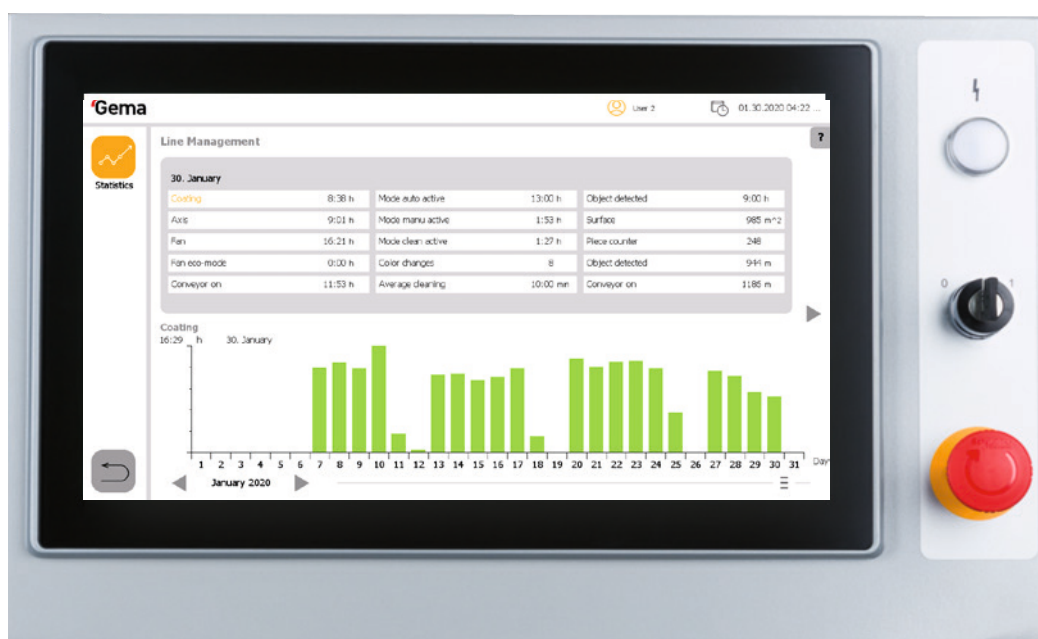 Gema
User 2
01.30.2020 04:22 ...
Statistics
Line Management
?
30. January
Coating 8:38 h Mode auto active 13:00 h Object detected 9:00 h
Axis 9:01 h Mode manu active 1:53 h Surface 985 m^2
Fan 16:21 h Mode clean active 1:27 h Piece counter 248
Fan eco-mode 0:00 h Color changes 8 Object detected 944 m
Conveyor on 11:53 h Average cleaning 10:00 mn Conveyor on 1186 m
Coating
16:29 h 30. January
1 2 3 4 5 6 7 8 9 10 11 12 13 14 15 16 17 18 19 20 21 22 23 24 25 26 27 28 29 30 31 Day
January 2020
0 1